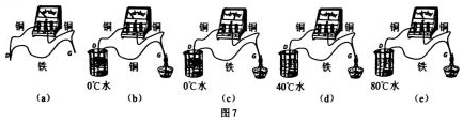 铜 铜 铜 铜 铜 铜 铜 铜 铜 铜
D G G G G G
铁 铜 铁 铁 铁
0℃水 0℃水 40℃水 80℃水
(a) (b) (c) (d) (e)
图7